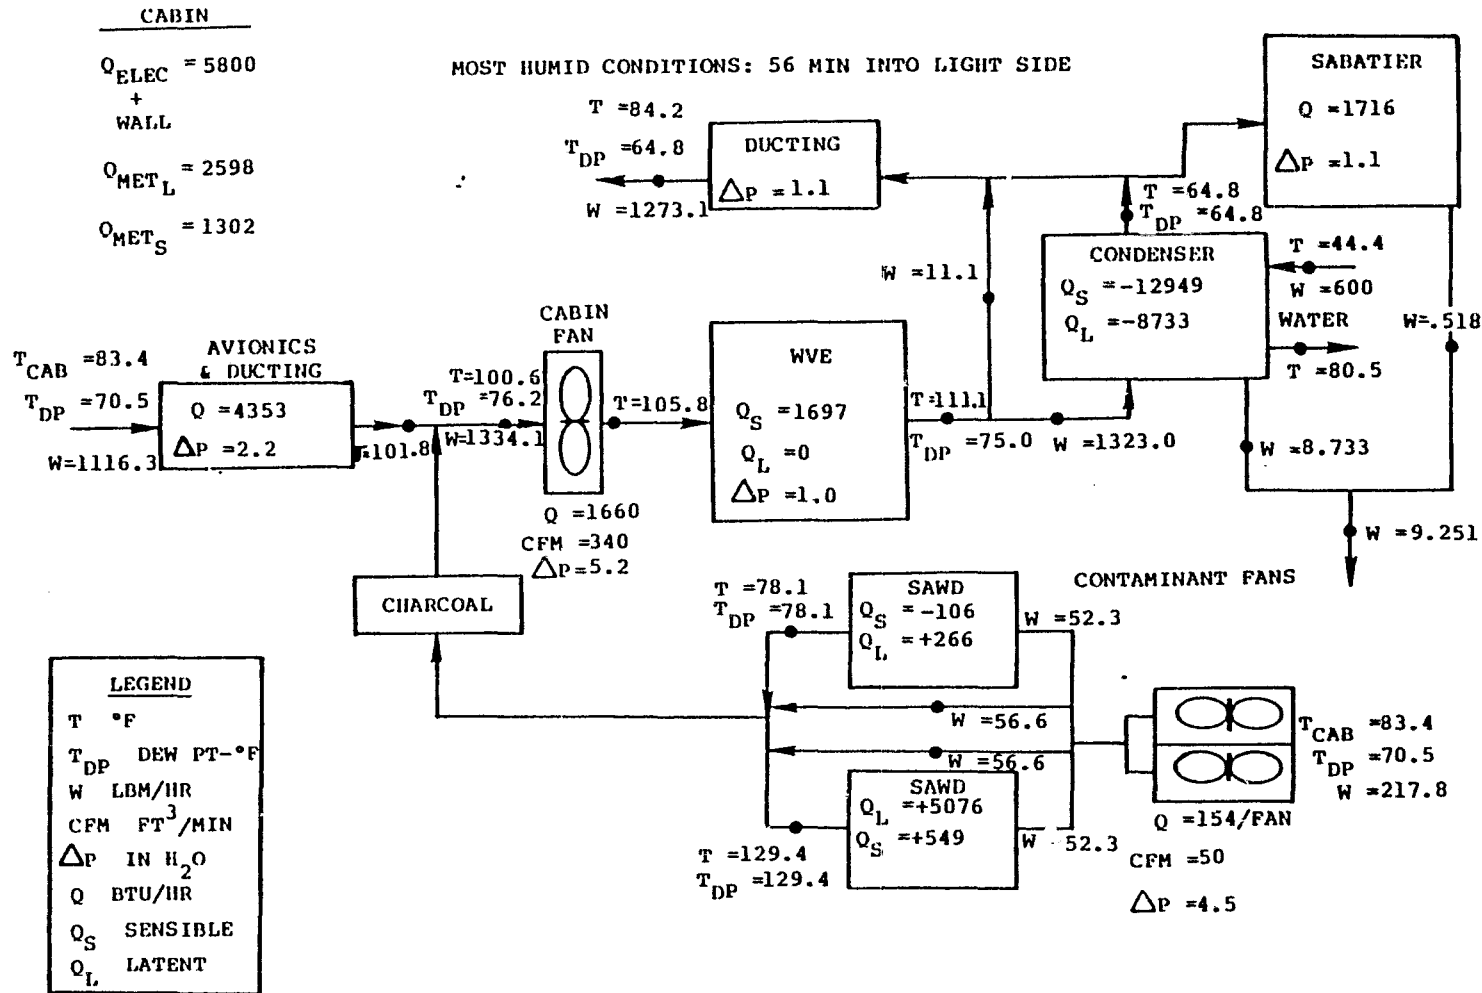 CABIN
Q_ELEC = 5800
+
WALL
Q_MET_L = 2598
Q_MET_S = 1302
MOST HUMID CONDITIONS: 56 MIN INTO LIGHT SIDE
T =84.2
T_DP =64.8
W =1273.1
DUCTING
△P =1.1
SABATIER
Q =1716
△P =1.1
T =64.8
T_DP =64.8
W =11.1
CONDENSER
Q_S =-12949
Q_L =-8733
T =44.4
W =600
WATER
T =80.5
W=.518
W =8.733
W =9.251
T_CAB =83.4
T_DP =70.5
W=1116.3
AVIONICS
& DUCTING
Q =4353
△P =2.2
=101.8
T=100.6
T_DP =76.2
W=1334.1
CABIN
FAN
Q =1660
CFM =340
△P=5.2
T=105.8
WVE
Q_S =1697
Q_L =0
△P =1.0
T=111.1
T_DP =75.0
W =1323.0
CHARCOAL
T =78.1
T_DP =78.1
SAWD
Q_S = -106
Q_L = +266
W =52.3
W =56.6
W =56.6
SAWD
Q_L = +5076
Q_S = +549
W =52.3
T =129.4
T_DP =129.4
CONTAMINANT FANS
T_CAB =83.4
T_DP =70.5
W =217.8
Q =154/FAN
CFM =50
△P =4.5
LEGEND
T °F
T_DP DEW PT-°F
W LBM/HR
CFM FT³/MIN
△P IN H₂O
Q BTU/HR
Q_S SENSIBLE
Q_L LATENT